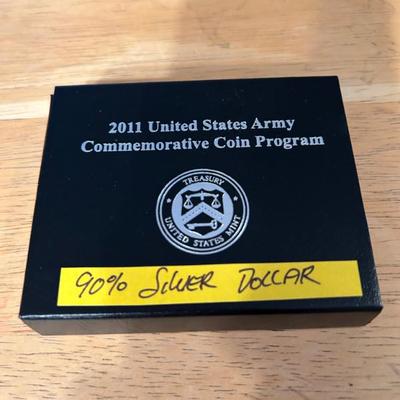 2011 United States Army
Commemorative Coin Program
TREASURY
UNITED STATES MINT
90% SILVER DOLLAR